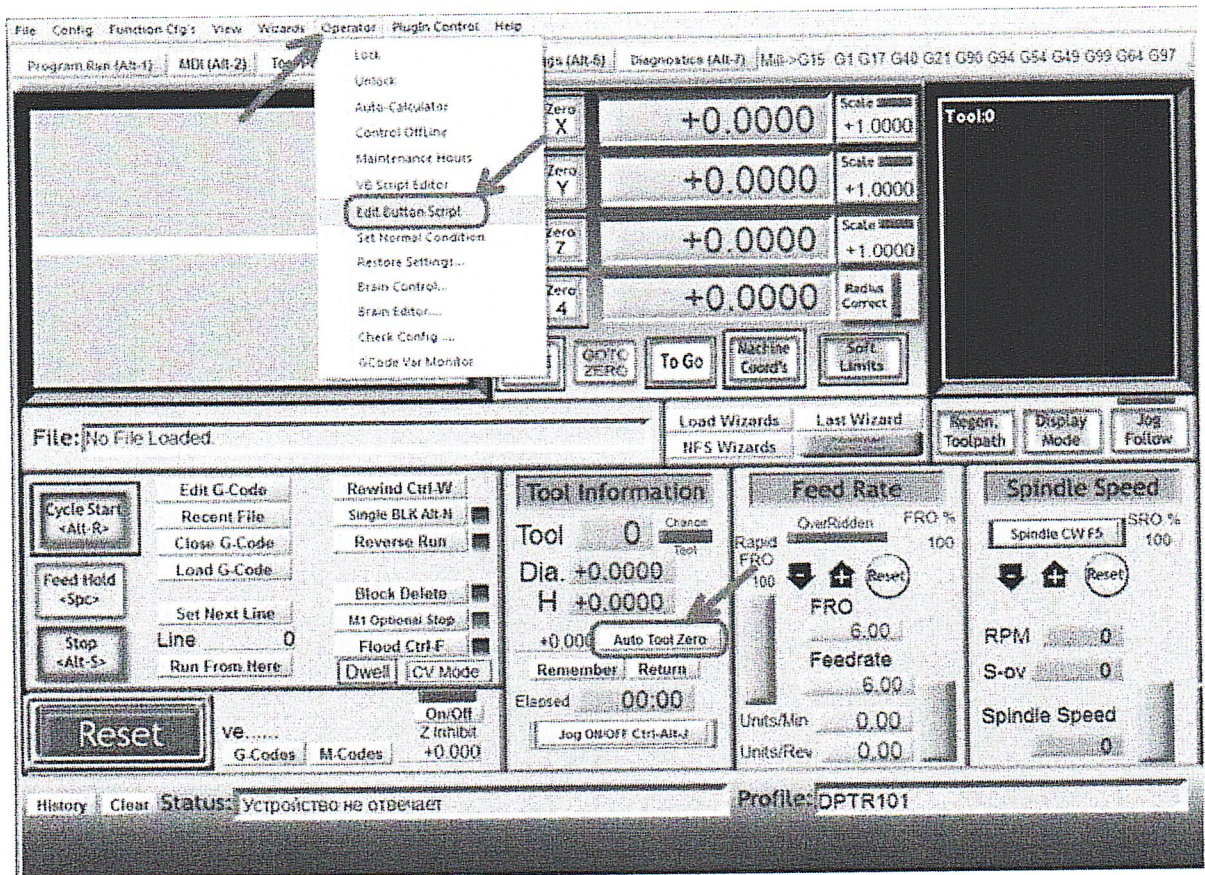 File Config Function Cfg's View Wizards Operator PlugIn Control Help
Program Run (Alt-1) MDI (Alt-2) Diagnostics (Alt-7) Mill->G15 G1 G17 G40 G21 G90 G94 G54 G49 G99 G64 G97
Lock
Unlock
Auto-Calculator
Control OffLine
Maintenance Hours
VB Script Editor
Edit Button Script
Set Normal Condition
Restore Settings...
Brain Control...
Brain Editor....
Check Config ....
GCode Var Monitor
Zero X +0.0000 Scale +1.0000
Zero Y +0.0000 Scale +1.0000
Zero Z +0.0000 Scale +1.0000
Zero 4 +0.0000 Radius Correct
GOTO ZERO To Go Machine Coord's Soft Limits
Tool:0
File: No File Loaded.
Load Wizards Last Wizard
NFS Wizards
Regen. Toolpath Display Mode Jog Follow
Cycle Start
<Alt-R>
Feed Hold
<Spc>
Stop
<Alt-S>
Edit G-Code
Recent File
Close G-Code
Load G-Code
Set Next Line
Line 0
Run From Here
Rewind Ctrl-W
Single BLK Alt-N
Reverse Run
Block Delete
M1 Optional Stop
Flood Ctrl-F
Dwell CV Mode
Reset
ve......
G-Codes M-Codes
On/Off
Z Inhibit
+0.000
Tool Information
Tool 0 Change Tool
Dia. +0.0000
H +0.0000
+0.000 Auto Tool Zero
Remember Return
Elapsed 00:00
Jog ON/OFF Ctrl-Alt-J
Feed Rate
OverRidden FRO %
100
Rapid
FRO
100
Reset
FRO
6.00
Feedrate
6.00
Units/Min 0.00
Units/Rev 0.00
Spindle Speed
Spindle CW F5 SRO %
100
Reset
RPM 0
S-ov 0
Spindle Speed
0
History Clear Status: Устройство не отвечает Profile: DPTR101